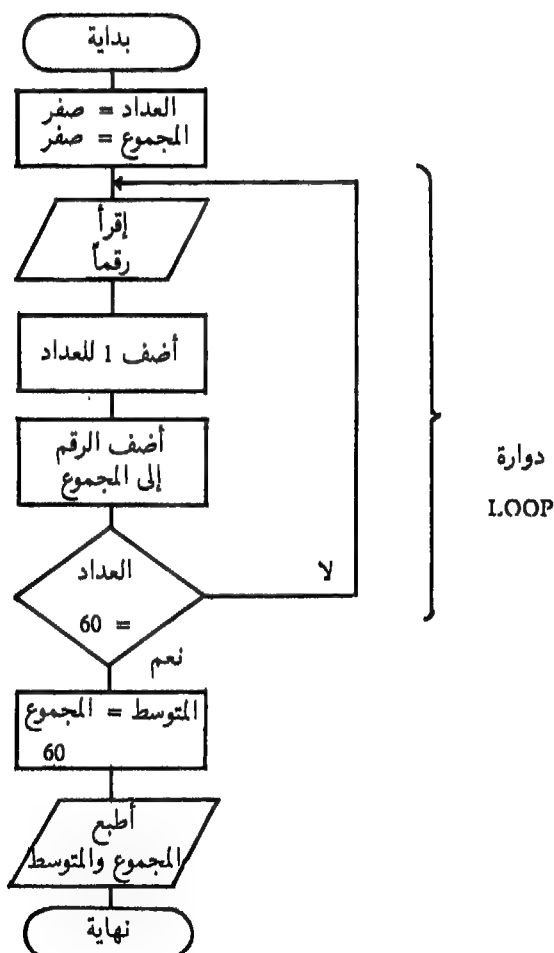 بداية
العداد = صفر
المجموع = صفر
إقرأ
رقماً
أضف 1 للعداد
أضف الرقم
إلى المجموع
دوارة
LOOP
العداد
= 60
لا
نعم
المتوسط = المجموع
60
أطبع
المجموع والمتوسط
نهاية